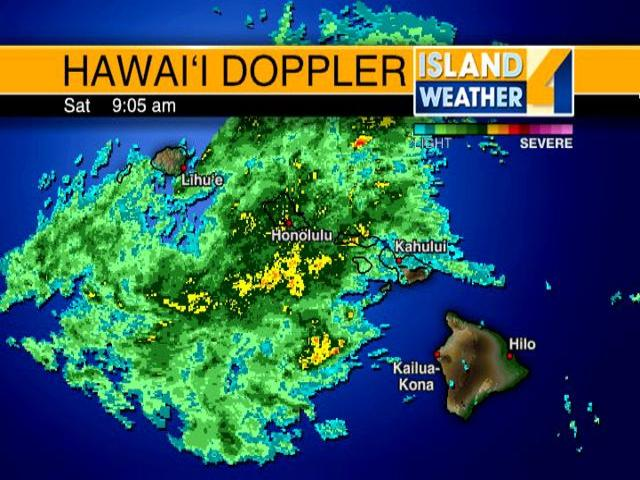 HAWAI‘I DOPPLER
ISLAND
WEATHER 4
Sat 9:05 am
LIGHT
SEVERE
Lihu‘e
Honolulu
Kahului
Hilo
Kailua-
Kona